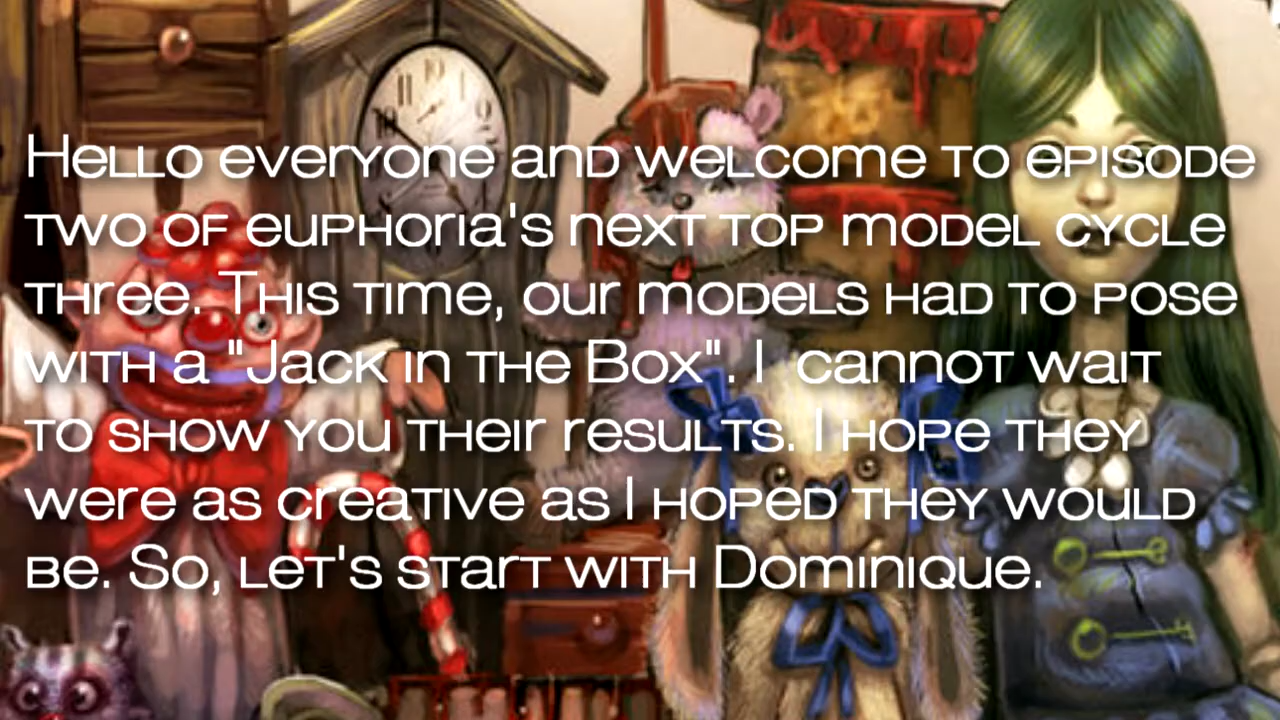 Hello everyone and welcome to episode
two of euphoria's next top model cycle
three. This time, our models had to pose
with a "Jack in the Box". I  cannot wait
to show you their results. I hope they
were as creative as I hoped they would
be. So, let's start with Dominique.